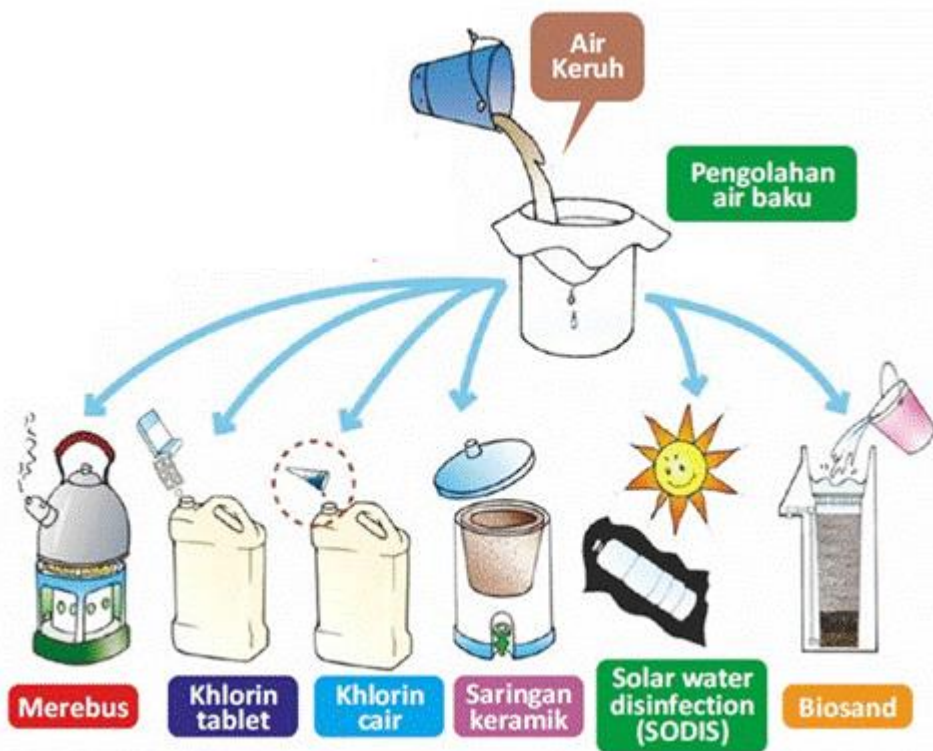 Air
Keruh
Pengolahan
air baku
Merebus
Khlorin
tablet
Khlorin
cair
Saringan
keramik
Solar water
disinfection
(SODIS)
Biosand